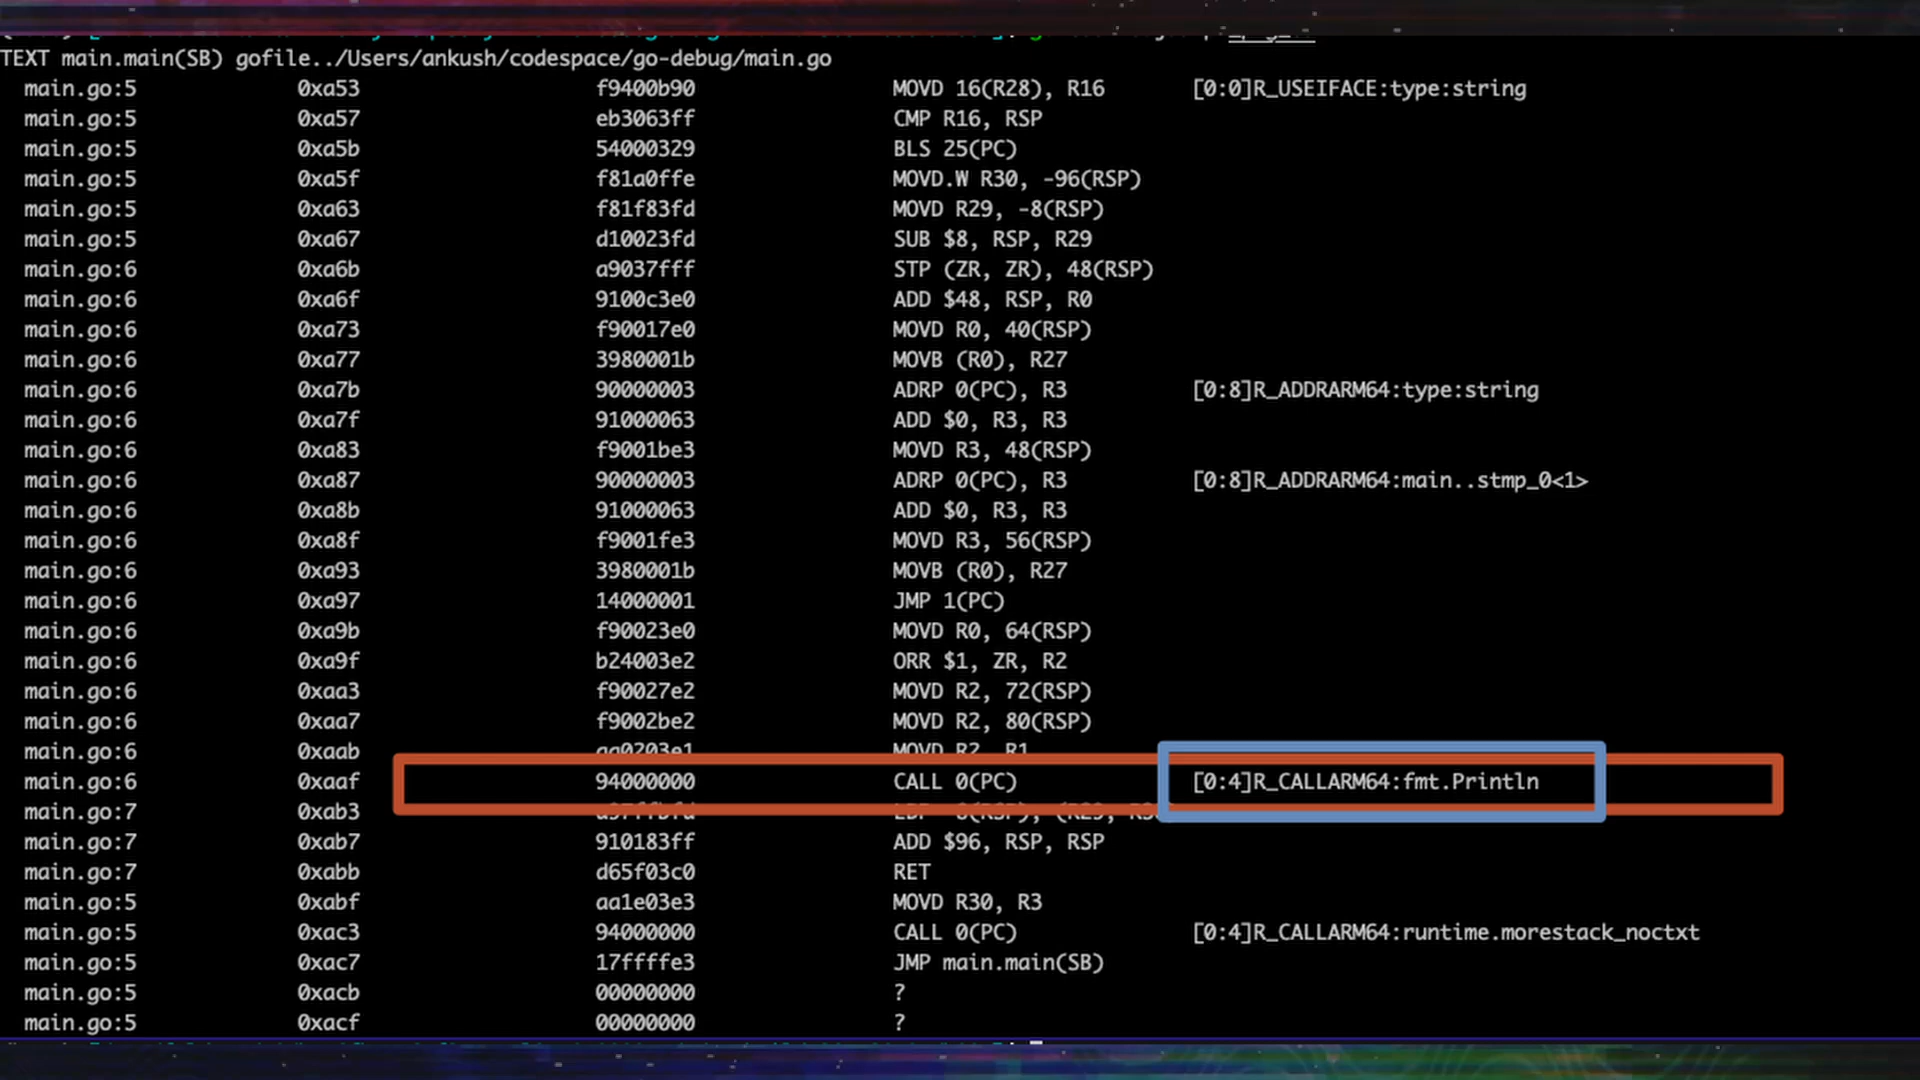 TEXT main.main(SB) gofile../Users/ankush/codespace/go-debug/main.go
main.go:5 0xa53 f9400b90 MOVD 16(R28), R16 [0:0]R_USEIFACE:type:string
main.go:5 0xa57 eb3063ff CMP R16, RSP
main.go:5 0xa5b 54000329 BLS 25(PC)
main.go:5 0xa5f f81a0ffe MOVD.W R30, -96(RSP)
main.go:5 0xa63 f81f83fd MOVD R29, -8(RSP)
main.go:5 0xa67 d10023fd SUB $8, RSP, R29
main.go:6 0xa6b a9037fff STP (ZR, ZR), 48(RSP)
main.go:6 0xa6f 9100c3e0 ADD $48, RSP, R0
main.go:6 0xa73 f90017e0 MOVD R0, 40(RSP)
main.go:6 0xa77 3980001b MOVB (R0), R27
main.go:6 0xa7b 90000003 ADRP 0(PC), R3 [0:8]R_ADDRARM64:type:string
main.go:6 0xa7f 91000063 ADD $0, R3, R3
main.go:6 0xa83 f9001be3 MOVD R3, 48(RSP)
main.go:6 0xa87 90000003 ADRP 0(PC), R3 [0:8]R_ADDRARM64:main..stmp_0<1>
main.go:6 0xa8b 91000063 ADD $0, R3, R3
main.go:6 0xa8f f9001fe3 MOVD R3, 56(RSP)
main.go:6 0xa93 3980001b MOVB (R0), R27
main.go:6 0xa97 14000001 JMP 1(PC)
main.go:6 0xa9b f90023e0 MOVD R0, 64(RSP)
main.go:6 0xa9f b24003e2 ORR $1, ZR, R2
main.go:6 0xaa3 f90027e2 MOVD R2, 72(RSP)
main.go:6 0xaa7 f9002be2 MOVD R2, 80(RSP)
main.go:6 0xaab aa0203e1 MOVD R2, R1
main.go:6 0xaaf 94000000 CALL 0(PC) [0:4]R_CALLARM64:fmt.Println
main.go:7 0xab3
main.go:7 0xab7 910183ff ADD $96, RSP, RSP
main.go:7 0xabb d65f03c0 RET
main.go:5 0xabf aa1e03e3 MOVD R30, R3
main.go:5 0xac3 94000000 CALL 0(PC) [0:4]R_CALLARM64:runtime.morestack_noctxt
main.go:5 0xac7 17ffffe3 JMP main.main(SB)
main.go:5 0xacb 00000000 ?
main.go:5 0xacf 00000000 ?